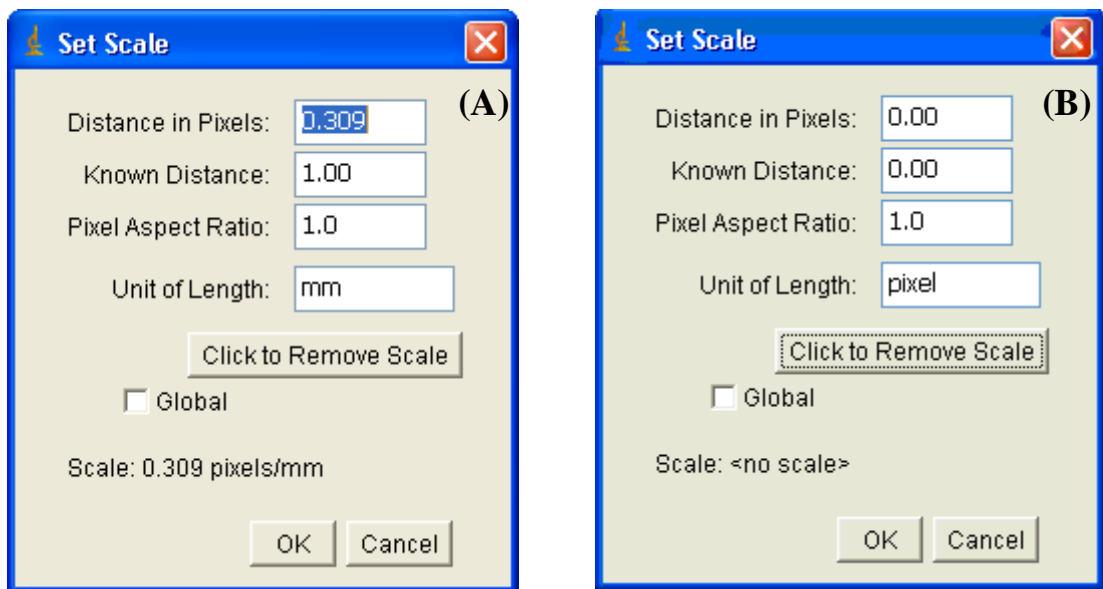 Set Scale
(A)
Distance in Pixels: 0.309
Known Distance: 1.00
Pixel Aspect Ratio: 1.0
Unit of Length: mm
Click to Remove Scale
Global
Scale: 0.309 pixels/mm
OK Cancel
Set Scale
(B)
Distance in Pixels: 0.00
Known Distance: 0.00
Pixel Aspect Ratio: 1.0
Unit of Length: pixel
Click to Remove Scale
Global
Scale: <no scale>
OK Cancel